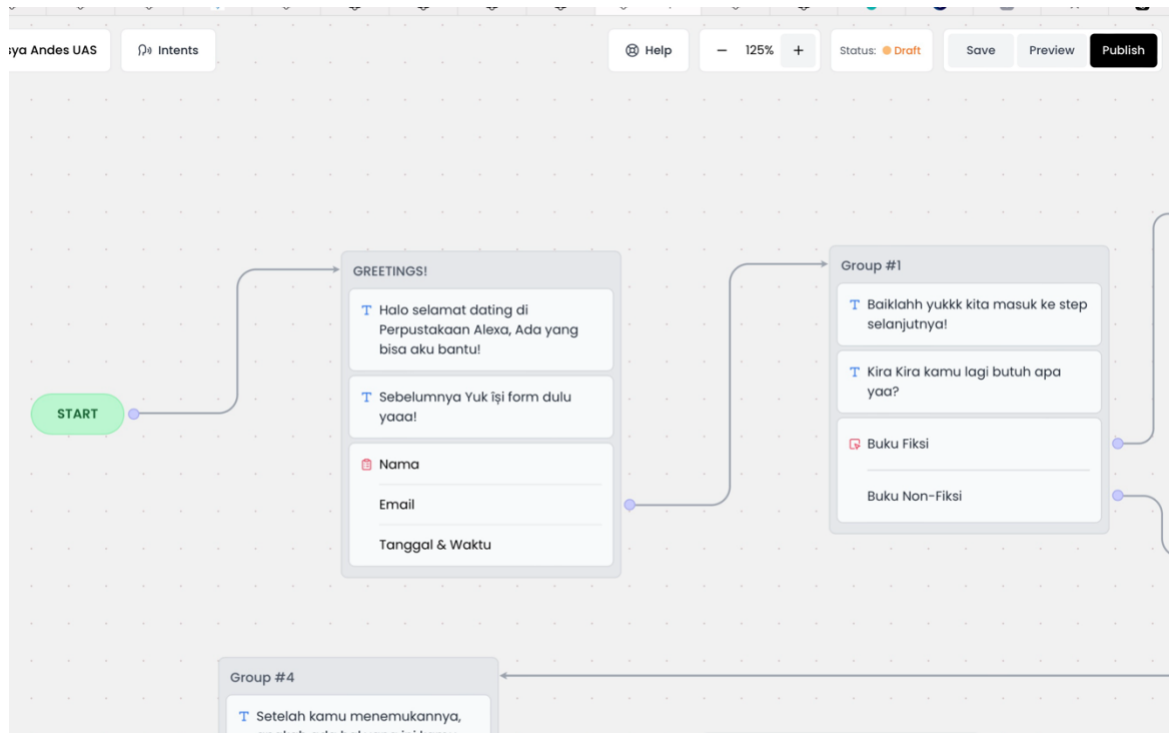 sya Andes UAS
Intents
Help
− 125% +
Status: Draft
Save
Preview
Publish
START
GREETINGS!
Halo selamat dating di
Perpustakaan Alexa, Ada yang
bisa aku bantu!
Sebelumnya Yuk îşi form dulu
yaaa!
Nama
Email
Tanggal & Waktu
Group #1
Baiklahh yukkk kita masuk ke step
selanjutnya!
Kira Kira kamu lagi butuh apa
yaa?
Buku Fiksi
Buku Non-Fiksi
Group #4
Setelah kamu menemukannya,